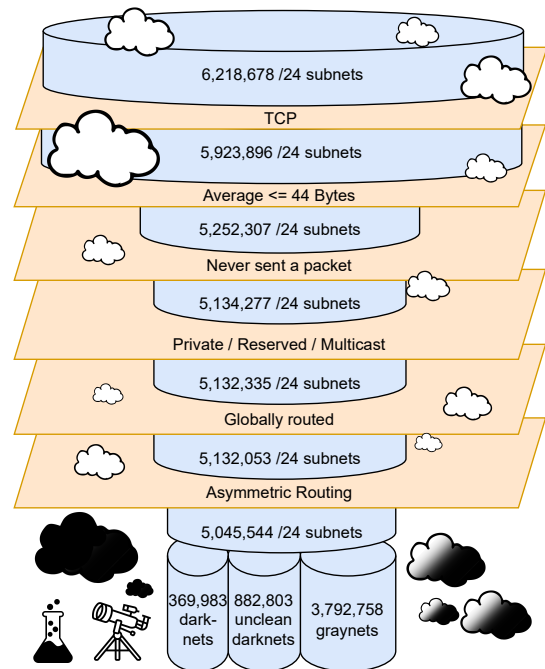 6,218,678 /24 subnets
TCP
5,923,896 /24 subnets
Average <= 44 Bytes
5,252,307 /24 subnets
Never sent a packet
5,134,277 /24 subnets
Private / Reserved / Multicast
5,132,335 /24 subnets
Globally routed
5,132,053 /24 subnets
Asymmetric Routing
5,045,544 /24 subnets
369,983
dark-
nets
882,803
unclean
darknets
3,792,758
graynets